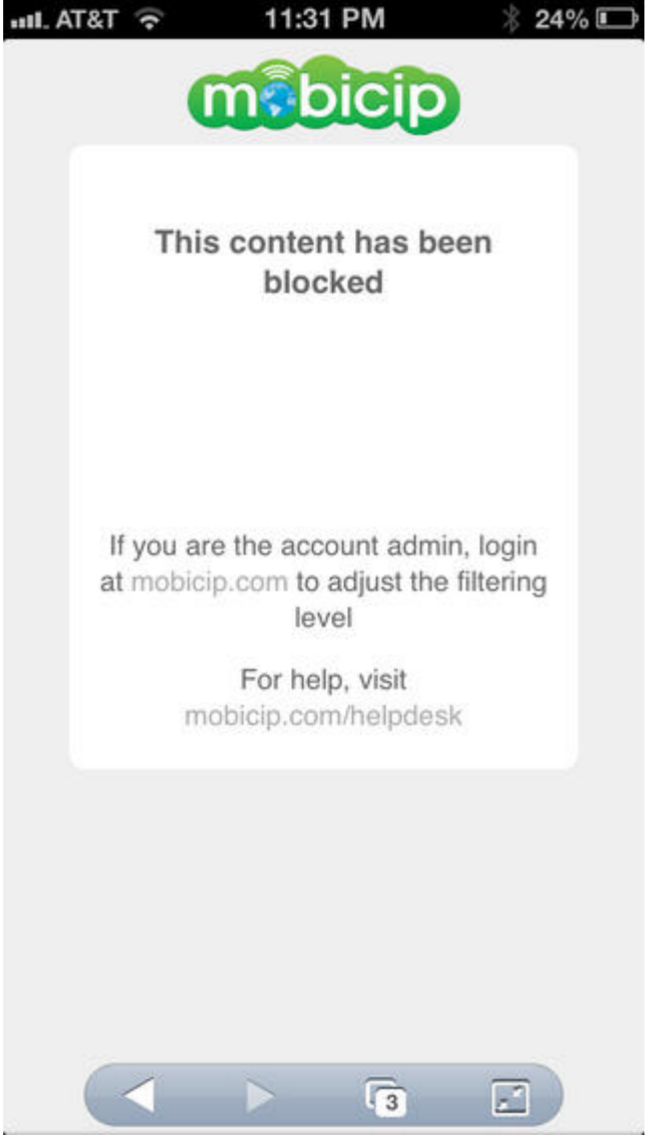 AT&T 11:31 PM 24%
mobicip
This content has been
blocked
If you are the account admin, login
at mobicip.com to adjust the filtering
level
For help, visit
mobicip.com/helpdesk
3